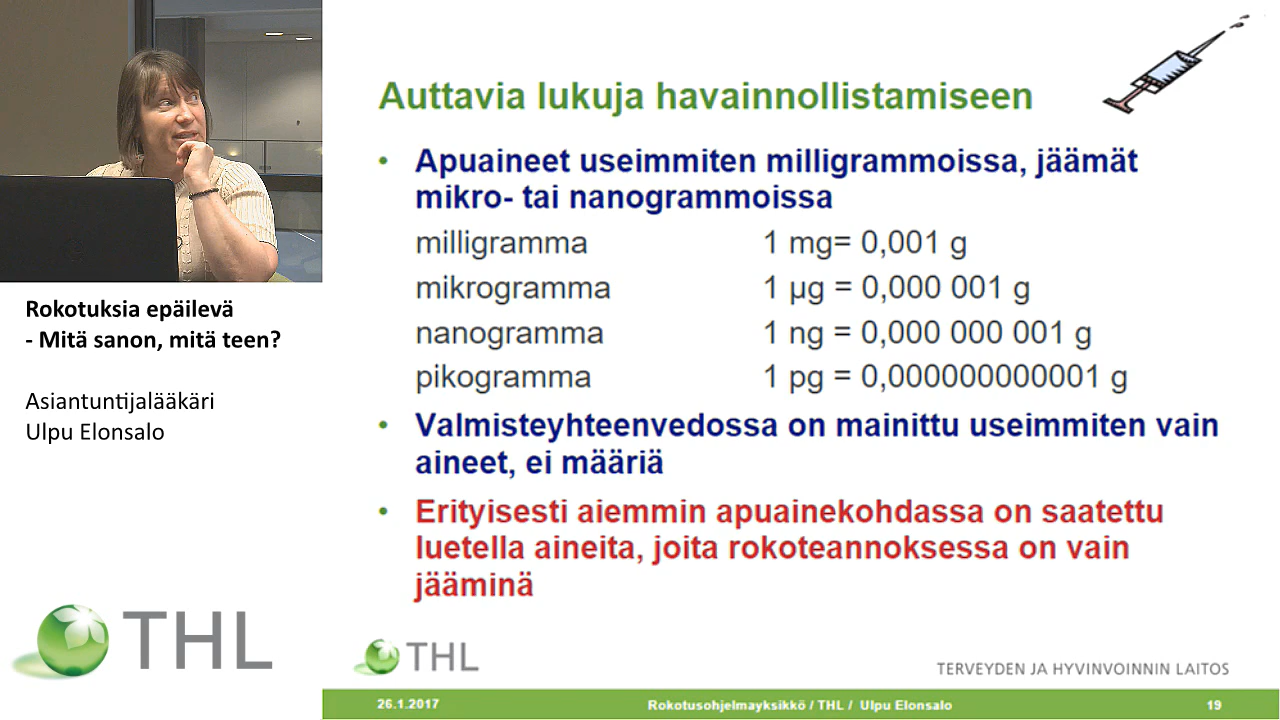 Rokotuksia epäilevä
- Mitä sanon, mitä teen?
Asiantuntijalääkäri
Ulpu Elonsalo
THL
Auttavia lukuja havainnollistamiseen
• Apuaineet useimmiten milligrammoissa, jäämät
mikro- tai nanogrammoissa
milligramma 1 mg= 0,001 g
mikrogramma 1 µg = 0,000 001 g
nanogramma 1 ng = 0,000 000 001 g
pikogramma 1 pg = 0,000000000001 g
• Valmisteyhteenvedossa on mainittu useimmiten vain
aineet, ei määriä
• Erityisesti aiemmin apuainekohdassa on saatettu
luetella aineita, joita rokoteannoksessa on vain
jääminä
THL
TERVEYDEN JA HYVINVOINNIN LAITOS
26.1.2017 Rokotusohjelmayksikkö / THL / Ulpu Elonsalo 19